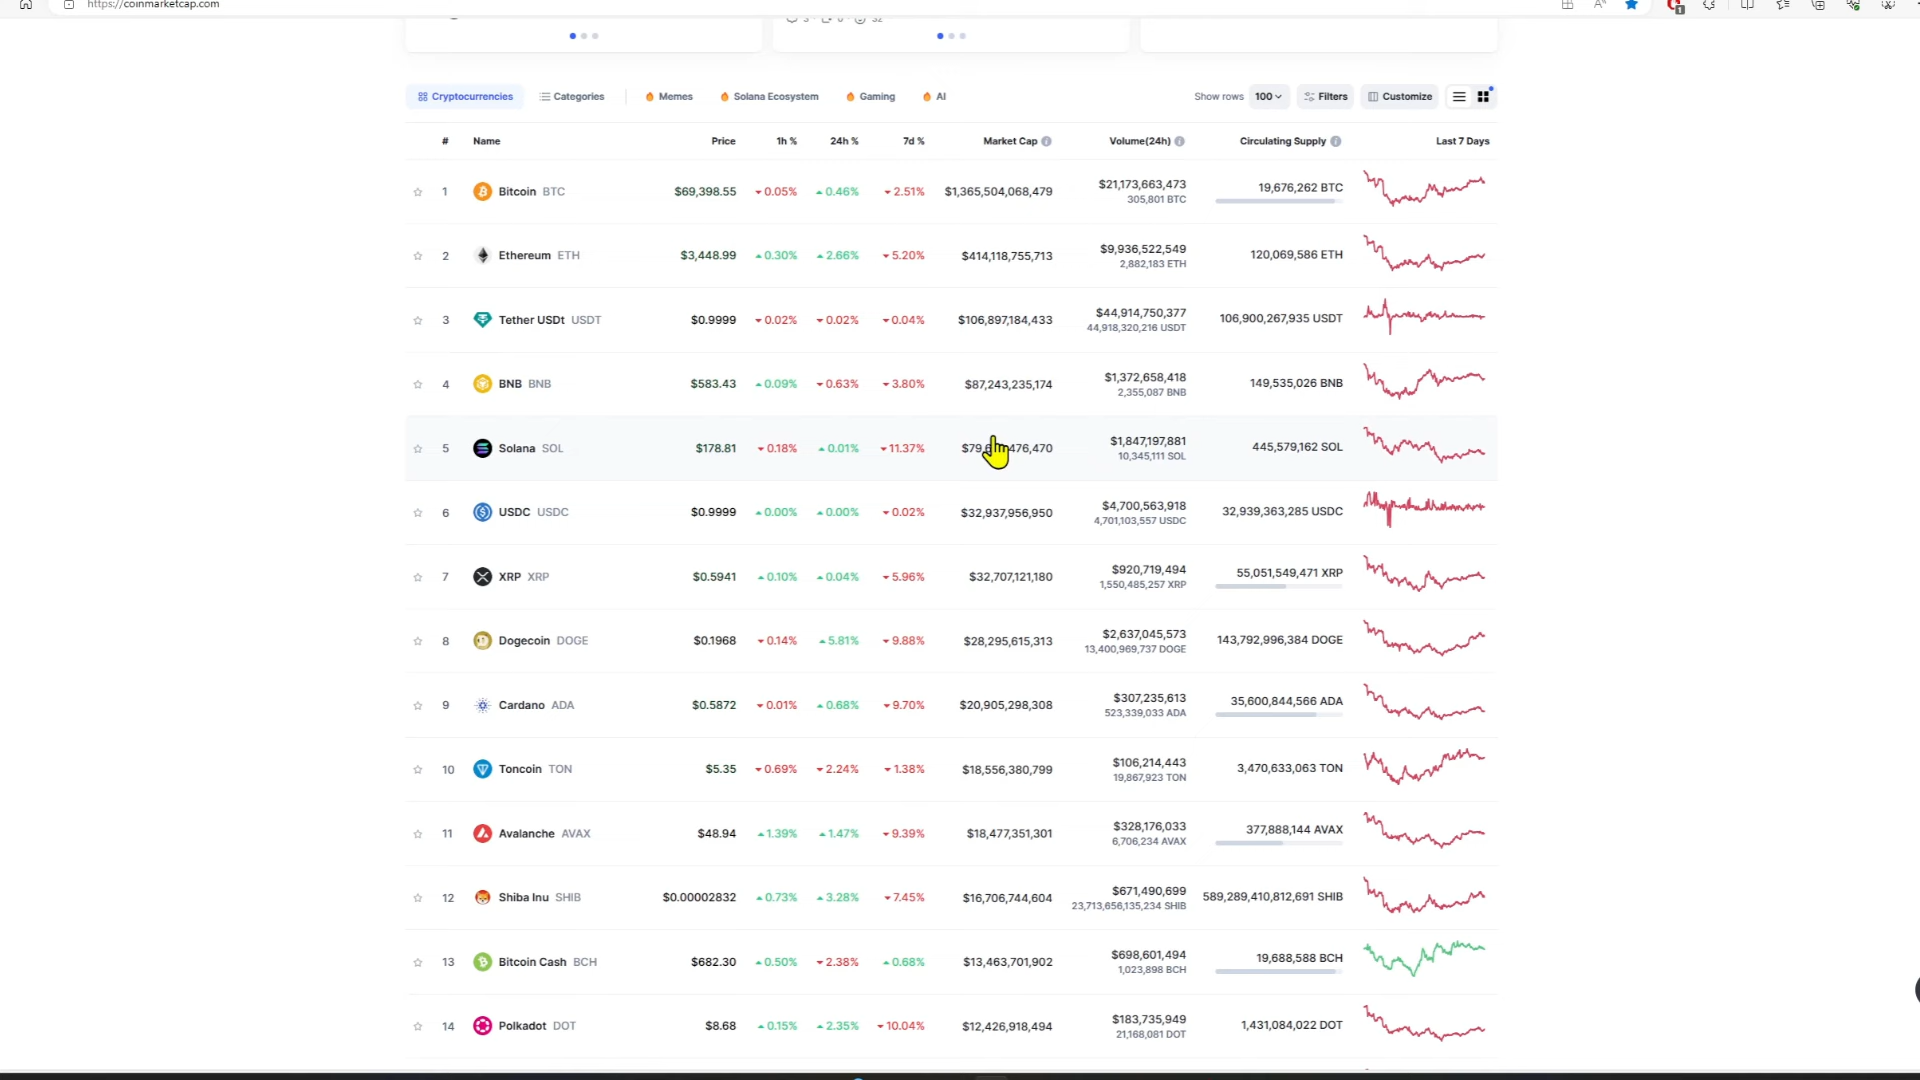 https://coinmarketcap.com
Cryptocurrencies Categories Memes Solana Ecosystem Gaming AI Show rows 100 Filters Customize
# Name Price 1h % 24h % 7d % Market Cap Volume(24h) Circulating Supply Last 7 Days
1 Bitcoin BTC $69,398.55 0.05% 0.46% 2.51% $1,365,504,068,479 $21,173,663,473 19,676,262 BTC
305,801 BTC
2 Ethereum ETH $3,448.99 0.30% 2.66% 5.20% $414,118,755,713 $9,936,522,549 120,069,586 ETH
2,882,183 ETH
3 Tether USDt USDT $0.9999 0.02% 0.02% 0.04% $106,897,184,433 $44,914,750,377 106,900,267,935 USDT
44,918,320,216 USDT
4 BNB BNB $583.43 0.09% 0.63% 3.80% $87,243,235,174 $1,372,658,418 149,535,026 BNB
2,355,087 BNB
5 Solana SOL $178.81 0.18% 0.01% 11.37% $1,847,197,881 445,579,162 SOL
10,345,111 SOL
6 USDC USDC $0.9999 0.00% 0.00% 0.02% $32,937,956,950 $4,700,563,918 32,939,363,285 USDC
4,701,103,557 USDC
7 XRP XRP $0.5941 0.10% 0.04% 5.96% $32,707,121,180 $920,719,494 55,051,549,471 XRP
1,550,485,257 XRP
8 Dogecoin DOGE $0.1968 0.14% 5.81% 9.88% $28,295,615,313 $2,637,045,573 143,792,996,384 DOGE
13,400,969,737 DOGE
9 Cardano ADA $0.5872 0.01% 0.68% 9.70% $20,905,298,308 $307,235,613 35,600,844,566 ADA
523,339,033 ADA
10 Toncoin TON $5.35 0.69% 2.24% 1.38% $18,556,380,799 $106,214,443 3,470,633,063 TON
19,867,923 TON
11 Avalanche AVAX $48.94 1.39% 1.47% 9.39% $18,477,351,301 $328,176,033 377,888,144 AVAX
6,706,234 AVAX
12 Shiba Inu SHIB $0.00002832 0.73% 3.28% 7.45% $16,706,744,604 $671,490,699 589,289,410,812,691 SHIB
23,713,656,135,234 SHIB
13 Bitcoin Cash BCH $682.30 0.50% 2.38% 0.68% $13,463,701,902 $698,601,494 19,688,588 BCH
1,023,898 BCH
14 Polkadot DOT $8.68 0.15% 2.35% 10.04% $12,426,918,494 $183,735,949 1,431,084,022 DOT
21,168,081 DOT